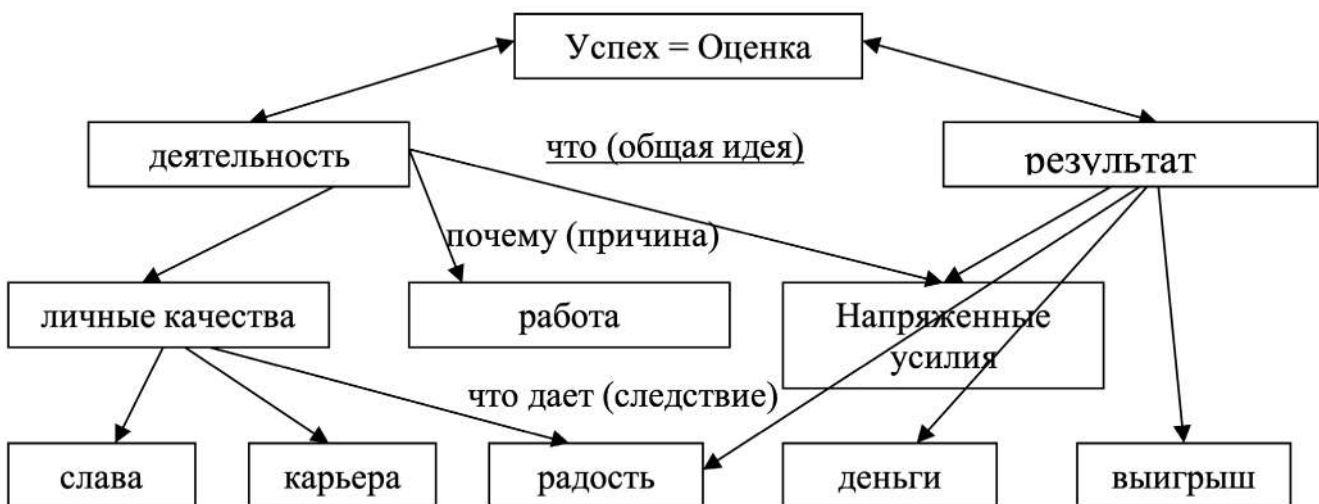 Успех = Оценка
деятельность
что (общая идея)
результат
почему (причина)
личные качества
работа
Напряженные
усилия
что дает (следствие)
слава
карьера
радость
деньги
выигрыш